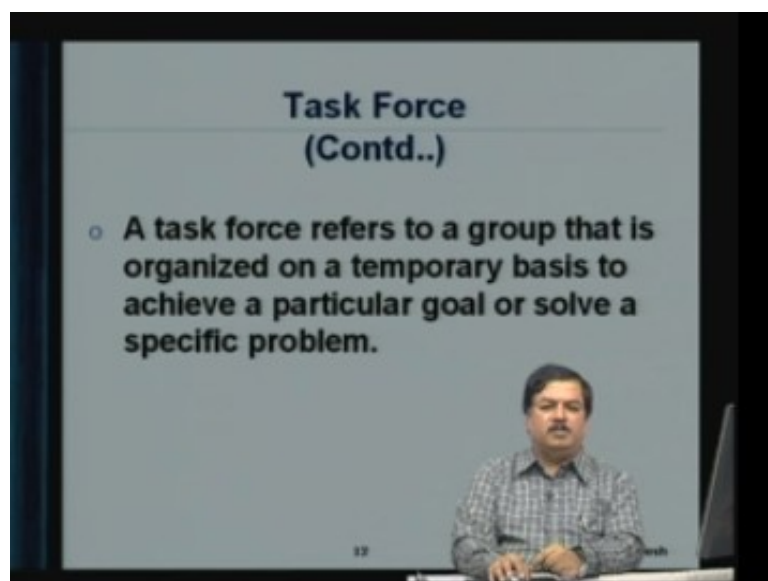 Task Force
(Contd..)
o A task force refers to a group that is
organized on a temporary basis to
achieve a particular goal or solve a
specific problem.